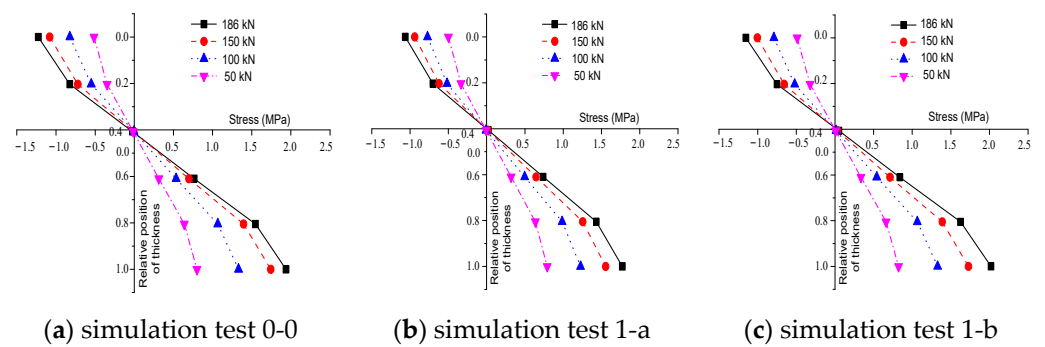 186 kN
150 kN
100 kN
50 kN
0.0
0.2
Stress (MPa)
0.4
−1.5 −1.0 −0.5 0.0 0.5 1.0 1.5 2.0 2.5
0.6
0.8
1.0
Relative position
of thickness
(a) simulation test 0-0
186 kN
150 kN
100 kN
50 kN
0.0
0.2
Stress (MPa)
0.4
−1.5 −1.0 −0.5 0.0 0.5 1.0 1.5 2.0 2.5
0.6
0.8
1.0
Relative position
of thickness
(b) simulation test 1-a
186 kN
150 kN
100 kN
50 kN
0.0
0.2
Stress (MPa)
0.4
−1.5 −1.0 −0.5 0.0 0.5 1.0 1.5 2.0 2.5
0.6
0.8
1.0
Relative position
of thickness
(c) simulation test 1-b